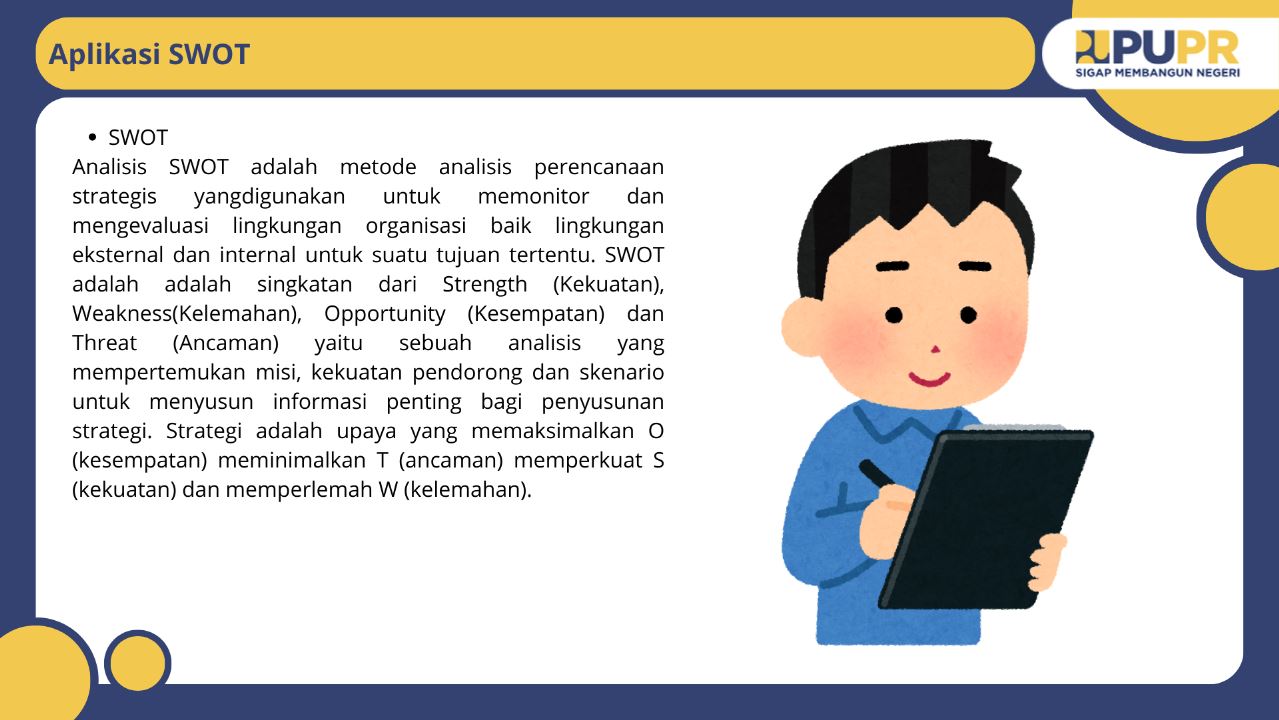 Aplikasi SWOT
PUPR
SIGAP MEMBANGUN NEGERI
• SWOT
Analisis SWOT adalah metode analisis perencanaan
strategis yangdigunakan untuk memonitor dan
mengevaluasi lingkungan organisasi baik lingkungan
eksternal dan internal untuk suatu tujuan tertentu. SWOT
adalah adalah singkatan dari Strength (Kekuatan),
Weakness(Kelemahan), Opportunity (Kesempatan) dan
Threat (Ancaman) yaitu sebuah analisis yang
mempertemukan misi, kekuatan pendorong dan skenario
untuk menyusun informasi penting bagi penyusunan
strategi. Strategi adalah upaya yang memaksimalkan O
(kesempatan) meminimalkan T (ancaman) memperkuat S
(kekuatan) dan memperlemah W (kelemahan).